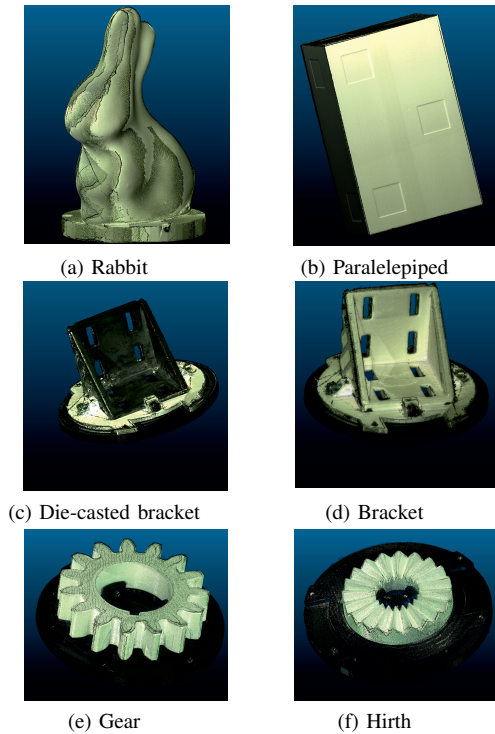 (a) Rabbit
(b) Paralelepiped
(c) Die-casted bracket
(d) Bracket
(e) Gear
(f) Hirth